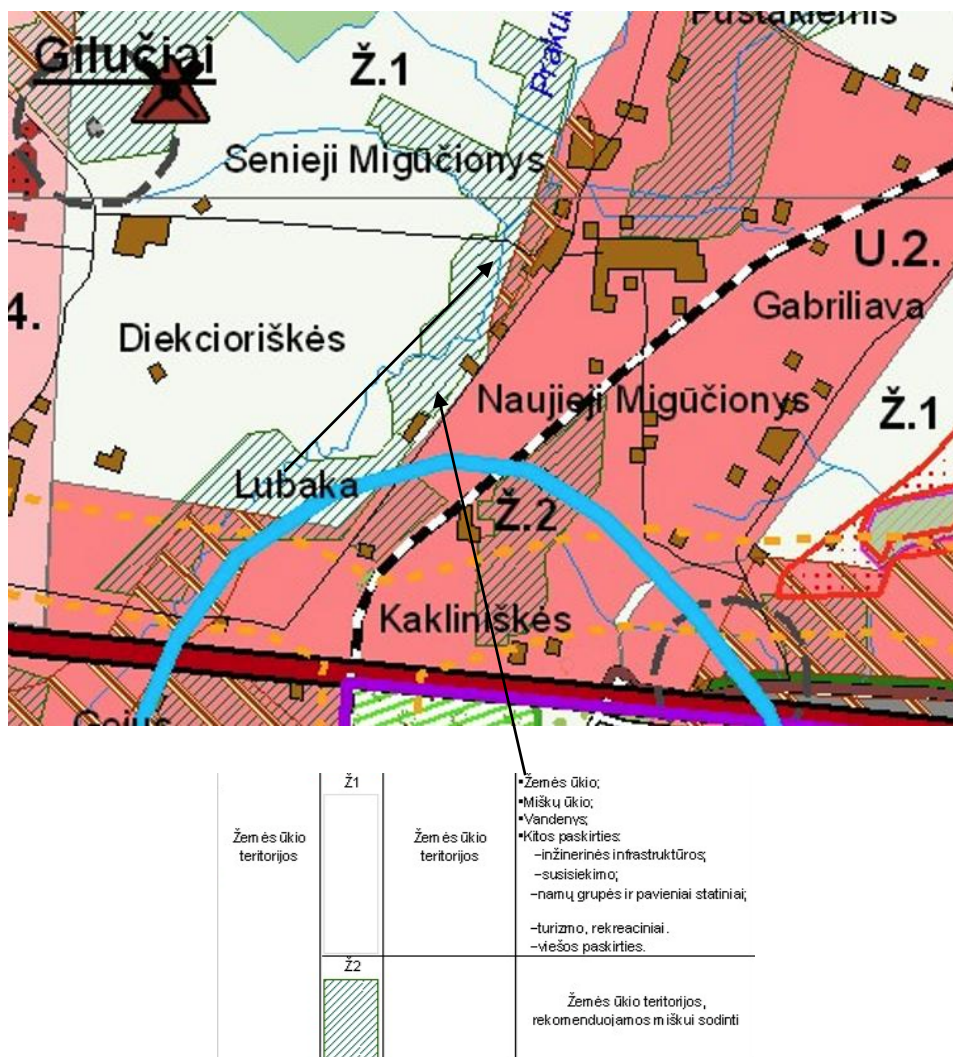 Pustakiemis
Gilučiai
Ž.1
Praku
Senieji Migūčionys
U.2.
Gabriliava
4.
Diekcioriškės
Naujieji Migūčionys
Ž.1
Lubaka
Ž.2
Kakliniškės
Gojus
Žemės ūkio
teritorijos
Ž1
Žemės ūkio
teritorijos
▪Žemės ūkio;
▪Miškų ūkio;
▪Vandenys;
▪Kitos paskirties:
–inžinerinės infrastruktūros;
–susisiekimo;
–namų grupės ir pavieniai statiniai;
–turizmo, rekreaciniai.
–viešos paskirties.
Ž2
Žemės ūkio teritorijos,
rekomenduojamos miškui sodinti